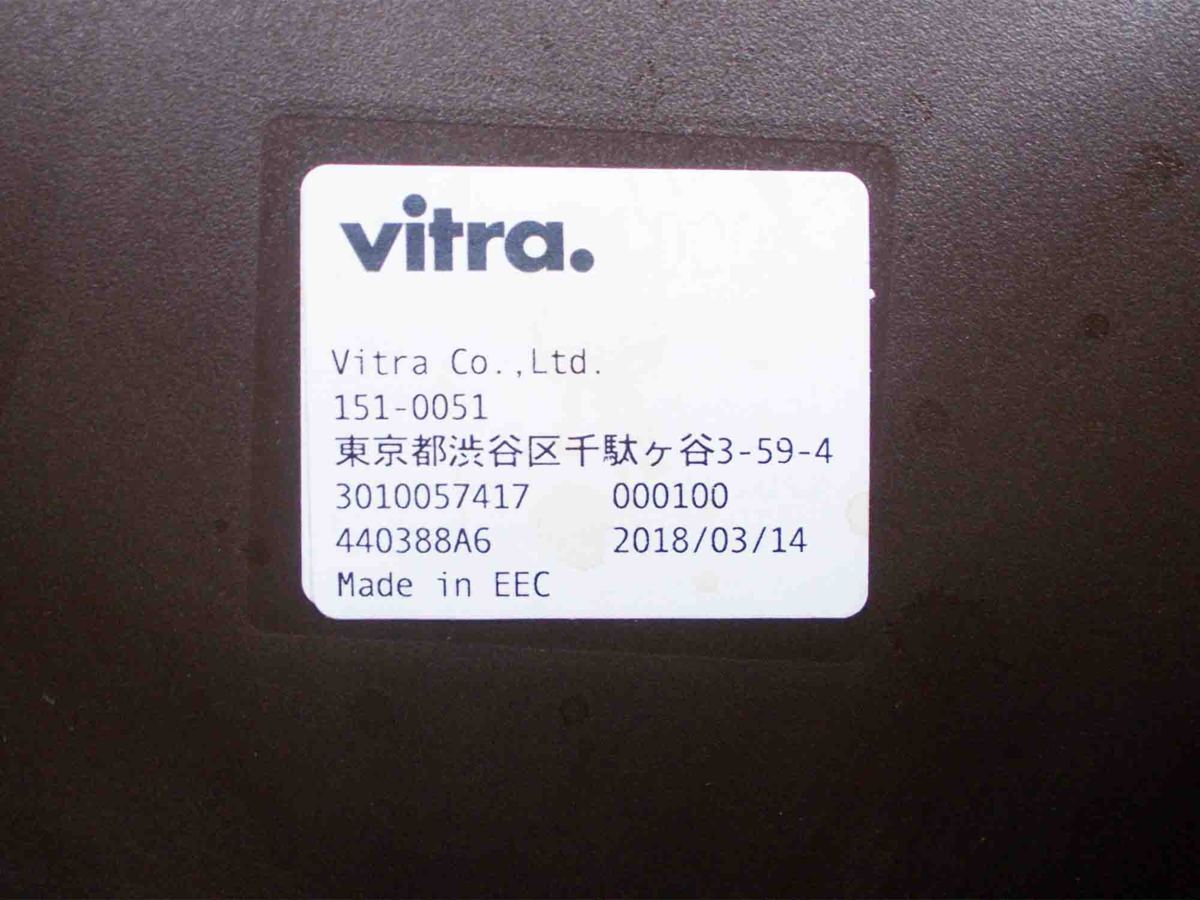 vitra.
Vitra Co.,Ltd.
151-0051
東京都渋谷区千駄ヶ谷3-59-4
3010057417 000100
440388A6 2018/03/14
Made in EEC